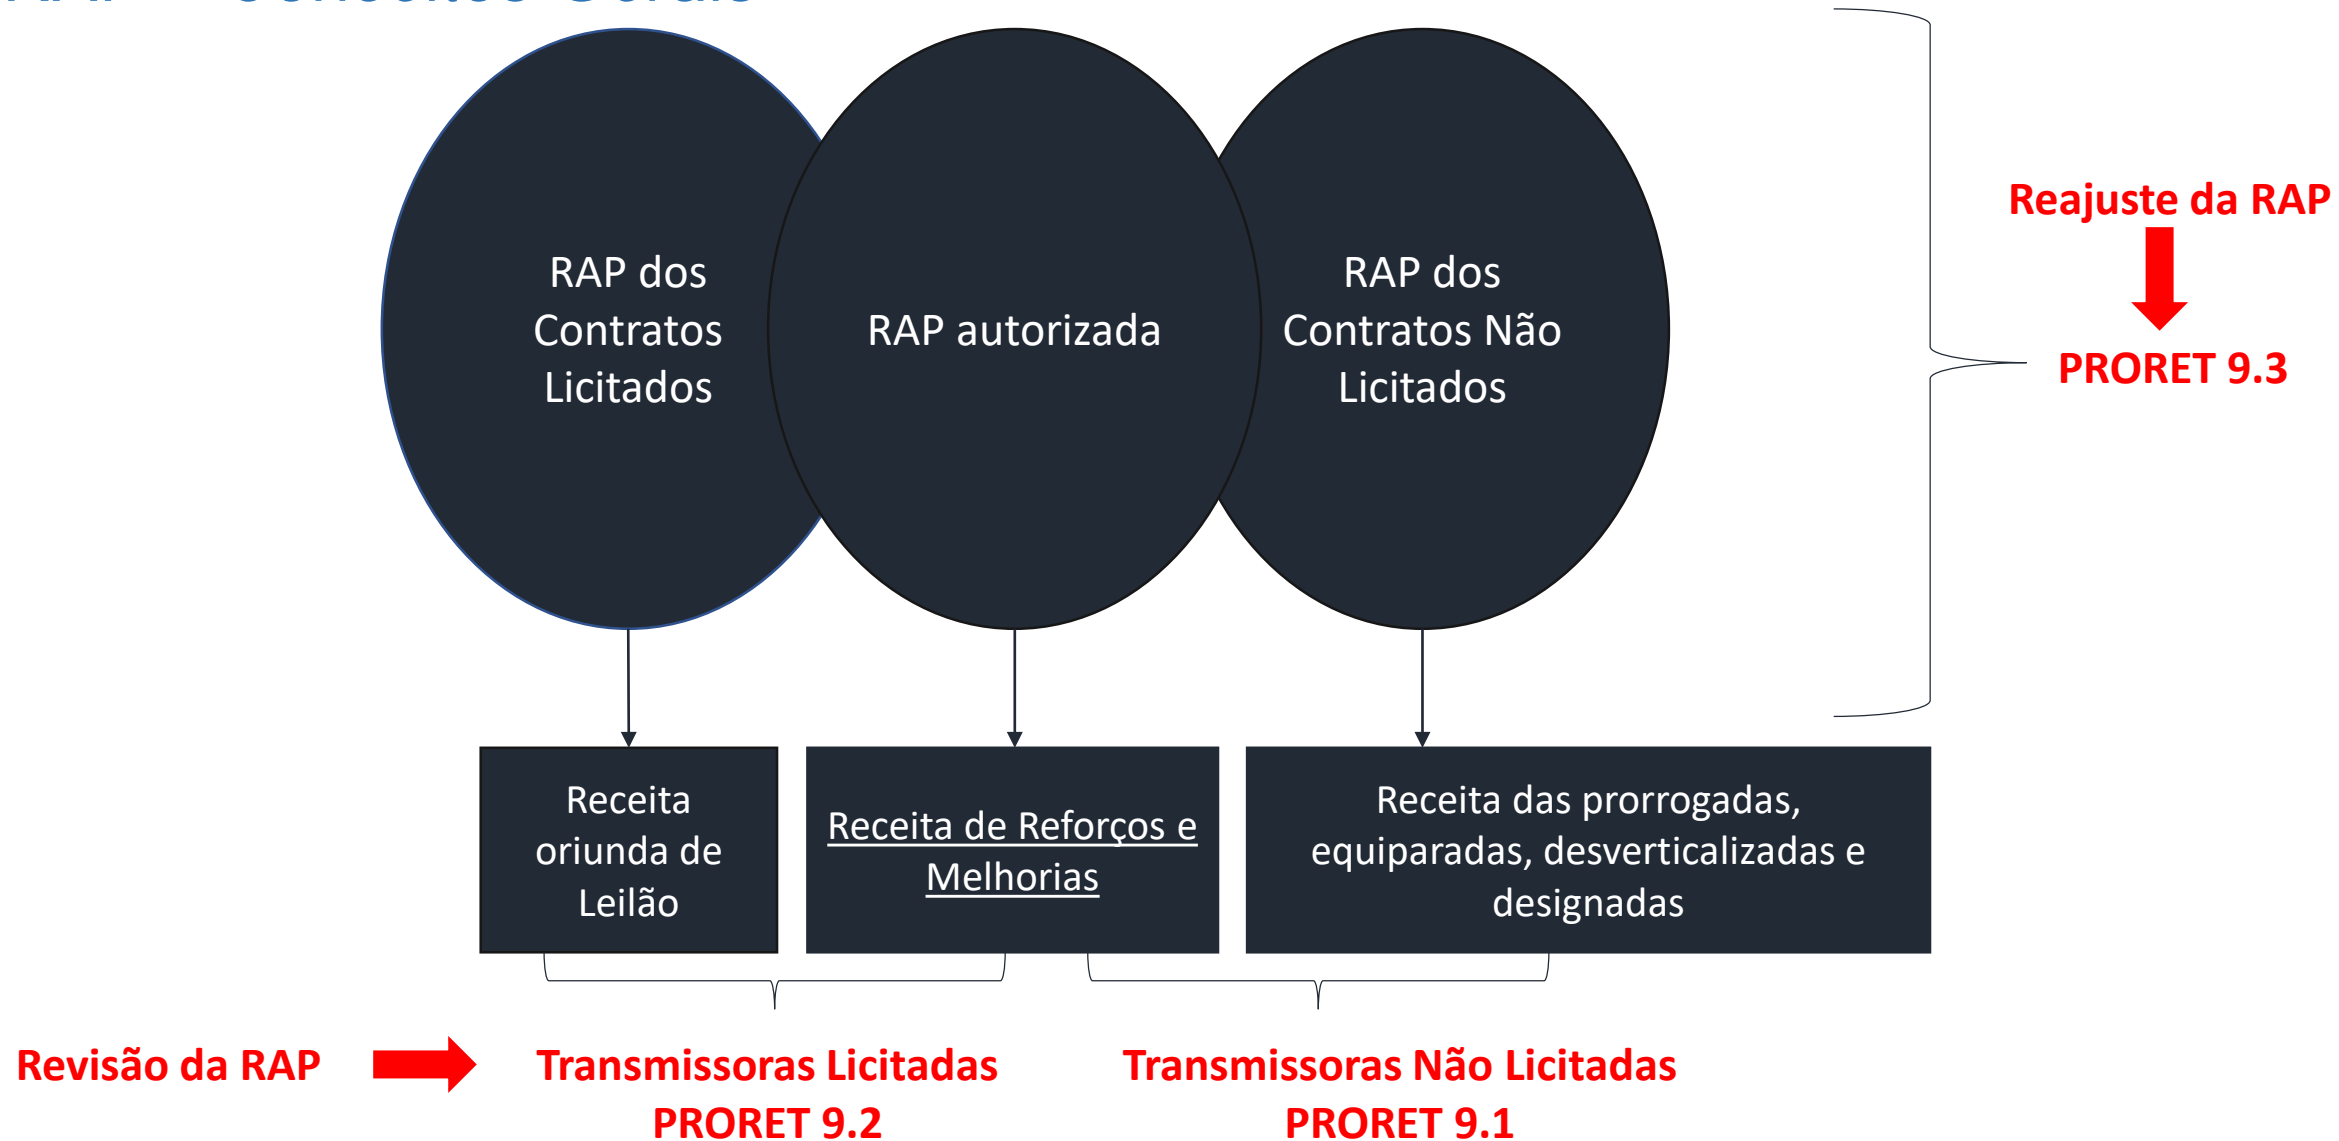 RAP dos
Contratos
Licitados
RAP autorizada
RAP dos
Contratos Não
Licitados
Reajuste da RAP
PRORET 9.3
Receita
oriunda de
Leilão
Receita de Reforços e
Melhorias
Receita das prorrogadas,
equiparadas, desverticalizadas e
designadas
Revisão da RAP
Transmissoras Licitadas
PRORET 9.2
Transmissoras Não Licitadas
PRORET 9.1